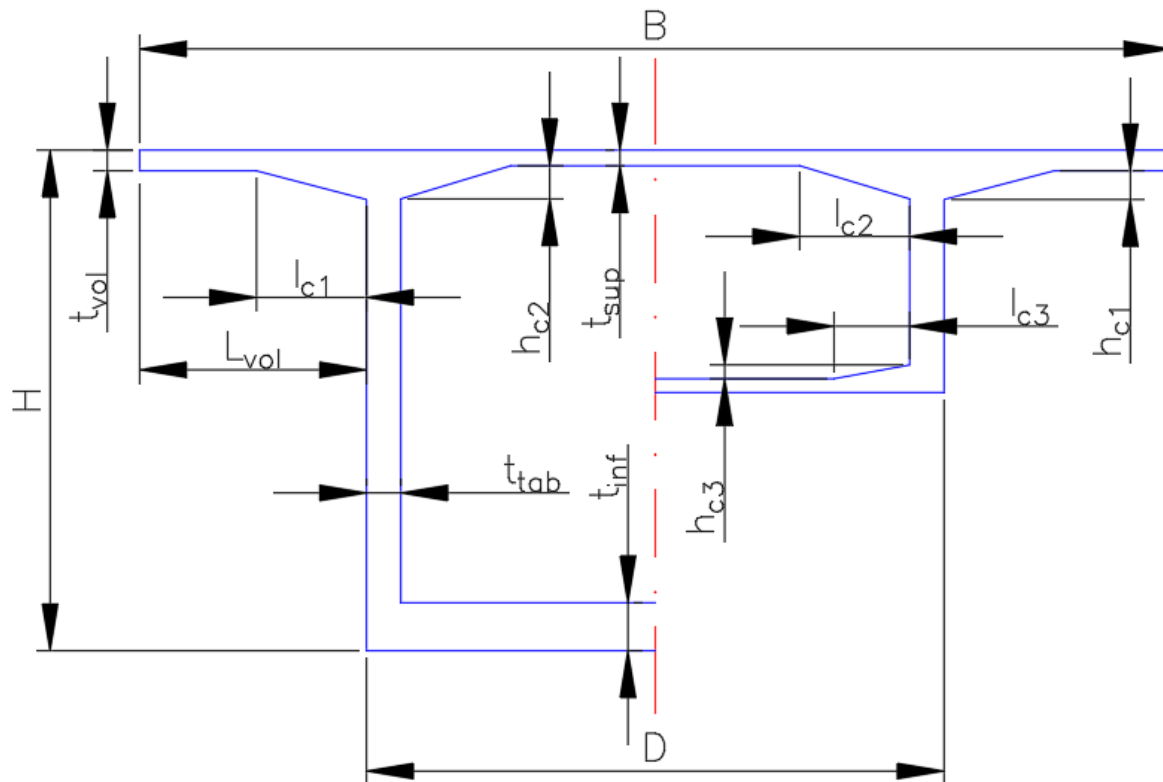 B
t_vol
l_c1
L_vol
H
h_c2
t_sup
l_c2
l_c3
h_c1
t_tab
t_inf
h_c3
D